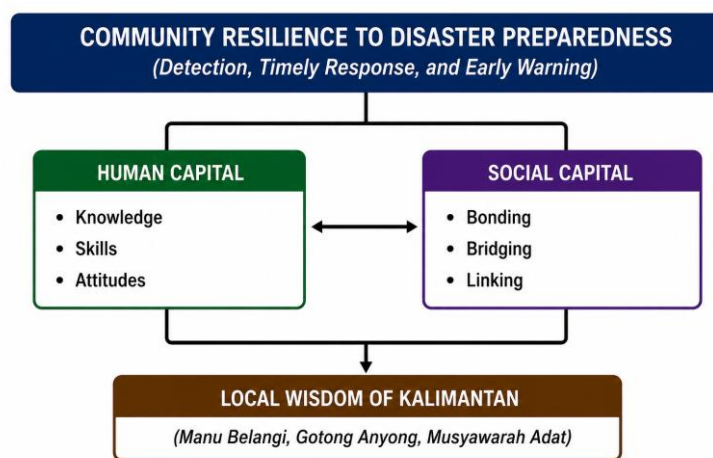 COMMUNITY RESILIENCE TO DISASTER PREPAREDNESS
(Detection, Timely Response, and Early Warning)
HUMAN CAPITAL
• Knowledge
• Skills
• Attitudes
SOCIAL CAPITAL
• Bonding
• Bridging
• Linking
LOCAL WISDOM OF KALIMANTAN
(Manu Belangi, Gotong Anyong, Musyawarah Adat)